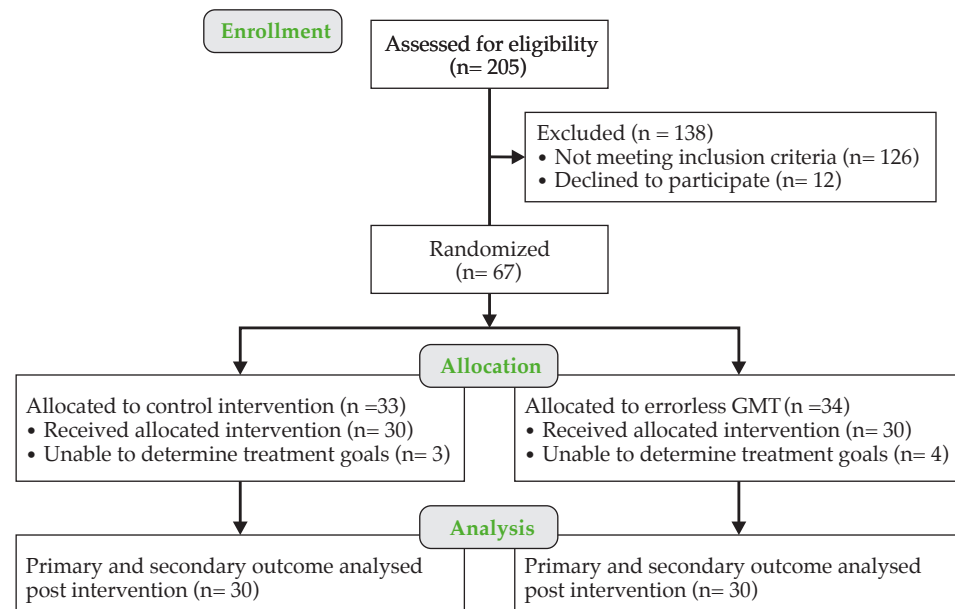 Enrollment
Assessed for eligibility
(n= 205)
Excluded (n = 138)
• Not meeting inclusion criteria (n= 126)
• Declined to participate (n= 12)
Randomized
(n= 67)
Allocation
Allocated to control intervention (n =33)
• Received allocated intervention (n= 30)
• Unable to determine treatment goals (n= 3)
Allocated to errorless GMT (n =34)
• Received allocated intervention (n= 30)
• Unable to determine treatment goals (n= 4)
Analysis
Primary and secondary outcome analysed
post intervention (n= 30)
Primary and secondary outcome analysed
post intervention (n= 30)